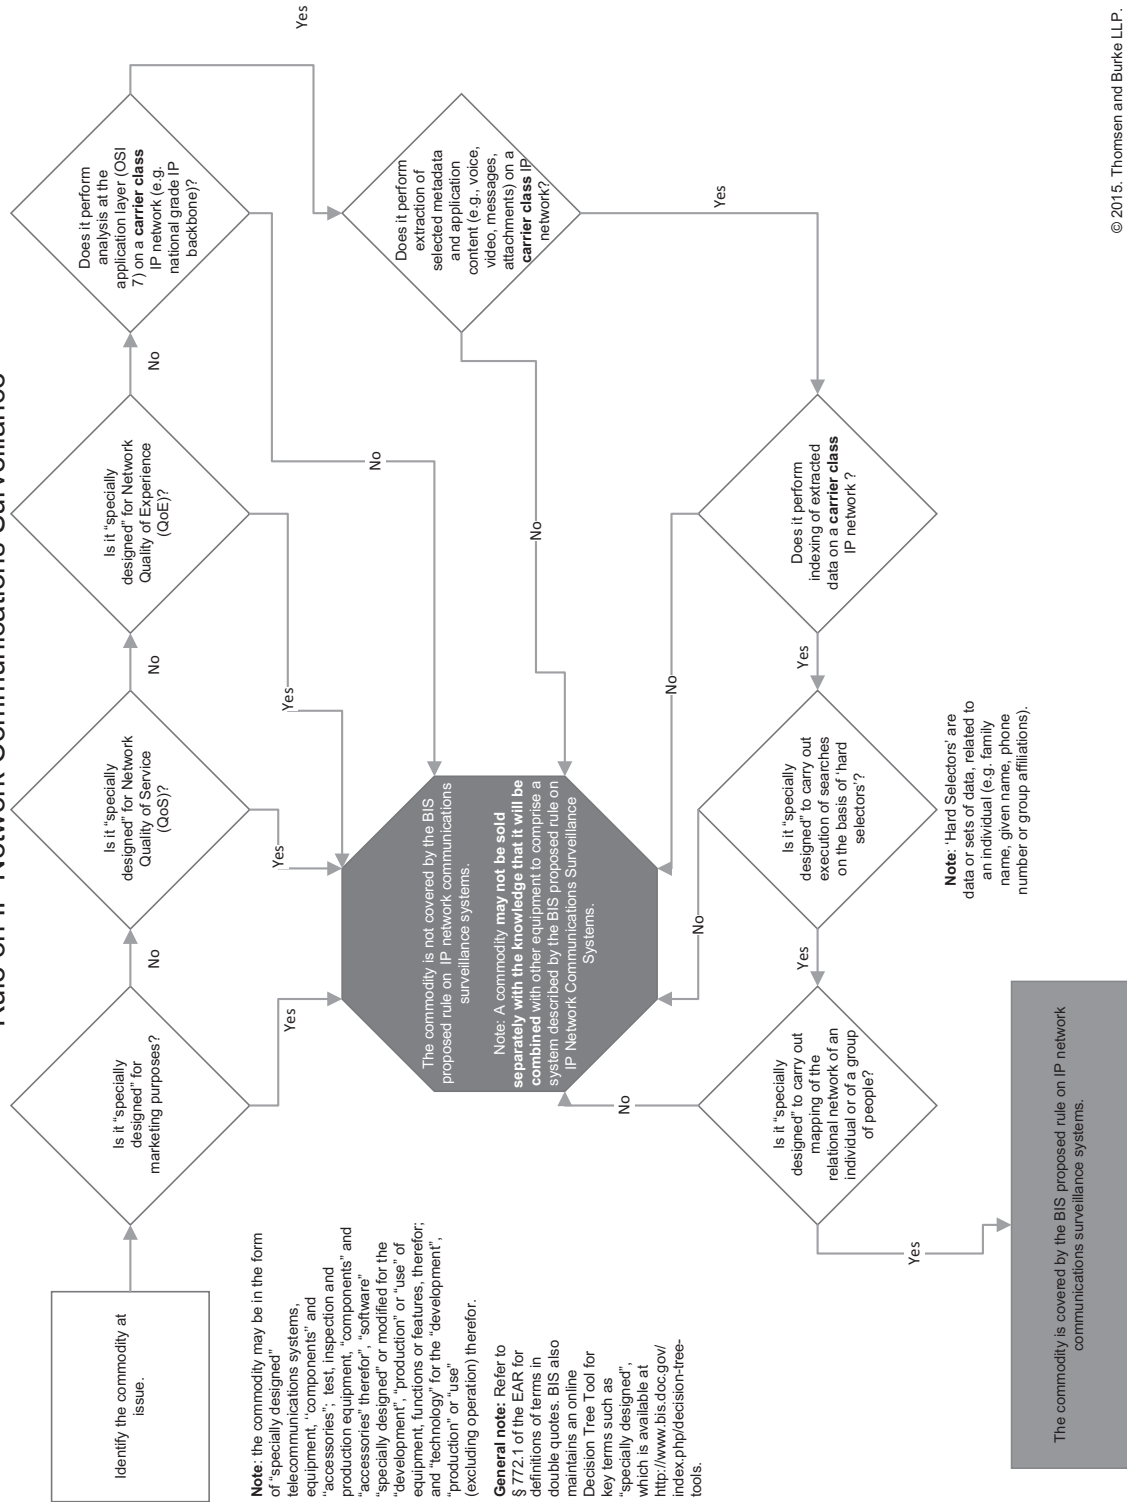 Rule on IP Network Communications Surveillance
Identify the commodity at
issue.
Is it “specially
designed” for
marketing purposes?
No
Yes
Is it “specially
designed” for Network
Quality of Service
(QoS)?
No
Yes
Is it “specially
designed” for Network
Quality of Experience
(QoE)?
No
Yes
Does it perform
analysis at the
application layer (OSI
7) on a carrier class
IP network (e.g.
national grade IP
backbone)?
Yes
No
Does it perform
extraction of
selected metadata
and application
content (e.g., voice,
video, messages,
attachments) on a
carrier class IP
network?
Yes
No
Does it perform
indexing of extracted
data on a carrier class
IP network ?
Yes
No
Is it “specially
designed” to carry out
execution of searches
on the basis of ‘hard
selectors’?
Yes
No
Note: ‘Hard Selectors’ are
data or sets of data, related to
an individual (e.g. family
name, given name, phone
number or group affiliations).
Is it “specially
designed” to carry out
mapping of the
relational network of an
individual or of a group
of people?
No
Yes
The commodity is not covered by the BIS
proposed rule on  IP network communications
surveillance systems.
Note: A commodity may not be sold
separately with the knowledge that it will be
combined with other equipment to comprise a
system described by the BIS proposed rule on
IP Network Communications Surveillance
Systems.
The commodity is covered by the BIS proposed rule on IP network
communications surveillance systems.
Note: the commodity may be in the form
of “specially designed”
telecommunications systems,
equipment, “components” and
“accessories”;  test, inspection and
production equipment, “components” and
“accessories” therefor”, “software”
“specially designed” or modified for the
“development”, “production” or “use” of
equipment, functions or features, therefor;
and “technology” for the “development”,
“production” or “use”
(excluding operation) therefor.
General note: Refer to
§ 772.1 of the EAR for
definitions of terms in
double quotes. BIS also
maintains an online
Decision Tree Tool for
key terms such as
“specially designed”,
which is available at
http://www.bis.doc.gov/
index.php/decision-tree-
tools.
© 2015. Thomsen and Burke LLP.